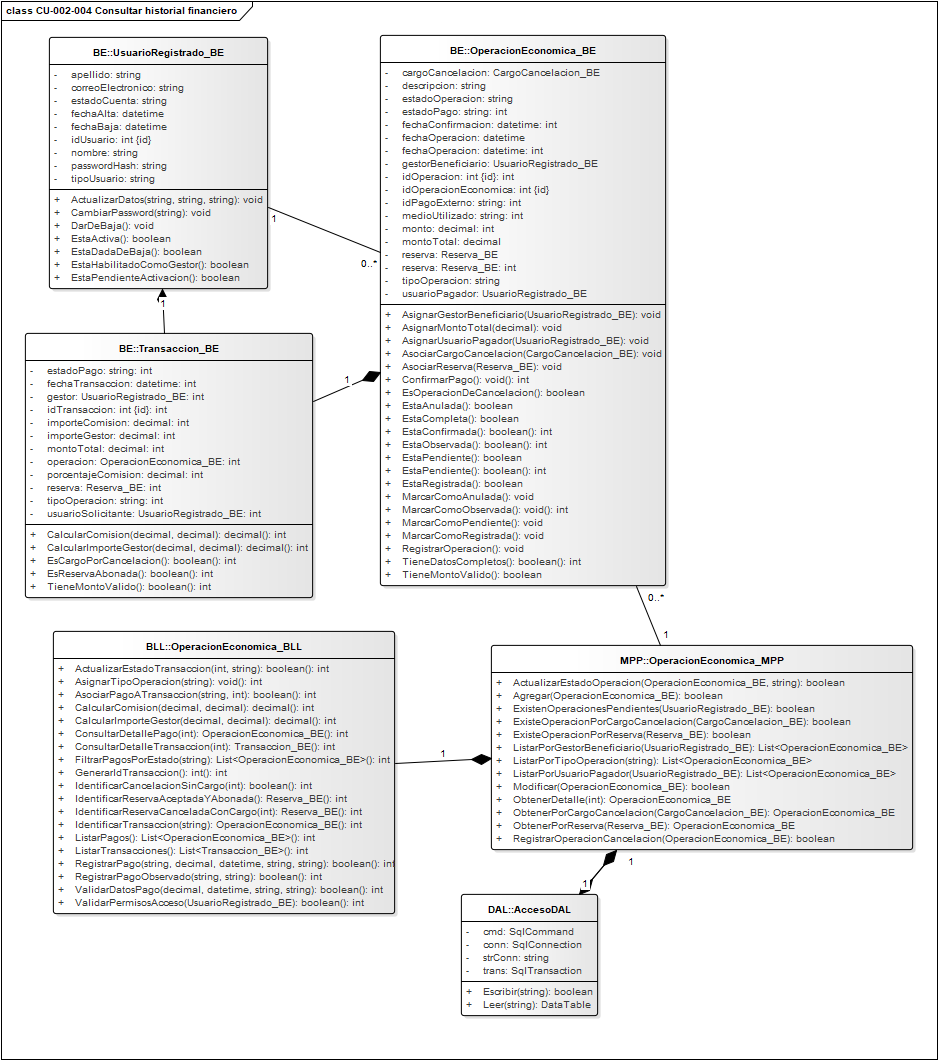 class CU-002-004 Consultar historial financiero
BE::UsuarioRegistrado_BE
- apellido: string
- correoElectronico: string
- estadoCuenta: string
- fechaAlta: datetime
- fechaBaja: datetime
- idUsuario: int {id}
- nombre: string
- passwordHash: string
- tipoUsuario: string
+ ActualizarDatos(string, string, string): void
+ CambiarPassword(string): void
+ DarDeBaja(): void
+ EstaActiva(): boolean
+ EstaDadaDeBaja(): boolean
+ EstaHabilitadoComoGestor(): boolean
+ EstaPendienteActivacion(): boolean
1
0..*
1
BE::OperacionEconomica_BE
- cargoCancelacion: CargoCancelacion_BE
- descripcion: string
- estadoOperacion: string
- estadoPago: string: int
- fechaConfirmacion: datetime: int
- fechaOperacion: datetime
- fechaOperacion: datetime: int
- gestorBeneficiario: UsuarioRegistrado_BE
- idOperacion: int {id}: int
- idOperacionEconomica: int {id}
- idPagoExterno: string: int
- medioUtilizado: string: int
- monto: decimal: int
- montoTotal: decimal
- reserva: Reserva_BE
- reserva: Reserva_BE: int
- tipoOperacion: string
- usuarioPagador: UsuarioRegistrado_BE
+ AsignarGestorBeneficiario(UsuarioRegistrado_BE): void
+ AsignarMontoTotal(decimal): void
+ AsignarUsuarioPagador(UsuarioRegistrado_BE): void
+ AsociarCargoCancelacion(CargoCancelacion_BE): void
+ AsociarReserva(Reserva_BE): void
+ ConfirmarPago(): void(): int
+ EsOperacionDeCancelacion(): boolean
+ EstaAnulada(): boolean
+ EstaCompleta(): boolean
+ EstaConfirmada(): boolean(): int
+ EstaObservada(): boolean(): int
+ EstaPendiente(): boolean
+ EstaPendiente(): boolean(): int
+ EstaRegistrada(): boolean
+ MarcarComoAnulada(): void
+ MarcarComoObservada(): void(): int
+ MarcarComoPendiente(): void
+ MarcarComoRegistrada(): void
+ RegistrarOperacion(): void
+ TieneDatosCompletos(): boolean(): int
+ TieneMontoValido(): boolean
BE::Transaccion_BE
- estadoPago: string: int
- fechaTransaccion: datetime: int
- gestor: UsuarioRegistrado_BE: int
- idTransaccion: int {id}: int
- importeComision: decimal: int
- importeGestor: decimal: int
- montoTotal: decimal: int
- operacion: OperacionEconomica_BE: int
- porcentajeComision: decimal: int
- reserva: Reserva_BE: int
- tipoOperacion: string: int
- usuarioSolicitante: UsuarioRegistrado_BE: int
+ CalcularComision(decimal, decimal): decimal(): int
+ CalcularImporteGestor(decimal, decimal): decimal(): int
+ EsCargoPorCancelacion(): boolean(): int
+ EsReservaAbonada(): boolean(): int
+ TieneMontoValido(): boolean(): int
1
0..*
1
BLL::OperacionEconomica_BLL
+ ActualizarEstadoTransaccion(int, string): boolean(): int
+ AsignarTipoOperacion(string): void(): int
+ AsociarPagoATransaccion(string, int): boolean(): int
+ CalcularComision(decimal, decimal): decimal(): int
+ CalcularImporteGestor(decimal, decimal): decimal(): int
+ ConsultarDetallePago(int): OperacionEconomica_BE(): int
+ ConsultarDetalleTransaccion(int): Transaccion_BE(): int
+ FiltrarPagosPorEstado(string): List<OperacionEconomica_BE>(): int
+ GenerarIdTransaccion(): int(): int
+ IdentificarCancelacionSinCargo(int): boolean(): int
+ IdentificarReservaAceptadaYAbonada(): Reserva_BE(): int
+ IdentificarReservaCanceladaConCargo(int): Reserva_BE(): int
+ IdentificarTransaccion(string): OperacionEconomica_BE(): int
+ ListarPagos(): List<OperacionEconomica_BE>(): int
+ ListarTransacciones(): List<Transaccion_BE>(): int
+ RegistrarPago(string, decimal, datetime, string, string): boolean(): int
+ RegistrarPagoObservado(string, string): boolean(): int
+ ValidarDatosPago(decimal, datetime, string, string): boolean(): int
+ ValidarPermisosAcceso(UsuarioRegistrado_BE): boolean(): int
1
MPP::OperacionEconomica_MPP
+ ActualizarEstadoOperacion(OperacionEconomica_BE, string): boolean
+ Agregar(OperacionEconomica_BE): boolean
+ ExistenOperacionesPendientes(UsuarioRegistrado_BE): boolean
+ ExisteOperacionPorCargoCancelacion(CargoCancelacion_BE): boolean
+ ExisteOperacionPorReserva(Reserva_BE): boolean
+ ListarPorGestorBeneficiario(UsuarioRegistrado_BE): List<OperacionEconomica_BE>
+ ListarPorTipoOperacion(string): List<OperacionEconomica_BE>
+ ListarPorUsuarioPagador(UsuarioRegistrado_BE): List<OperacionEconomica_BE>
+ Modificar(OperacionEconomica_BE): boolean
+ ObtenerDetalle(int): OperacionEconomica_BE
+ ObtenerPorCargoCancelacion(CargoCancelacion_BE): OperacionEconomica_BE
+ ObtenerPorReserva(Reserva_BE): OperacionEconomica_BE
+ RegistrarOperacionCancelacion(OperacionEconomica_BE): boolean
1
1
DAL::AccesoDAL
- cmd: SqlCommand
- conn: SqlConnection
- strConn: string
- trans: SqlTransaction
+ Escribir(string): boolean
+ Leer(string): DataTable